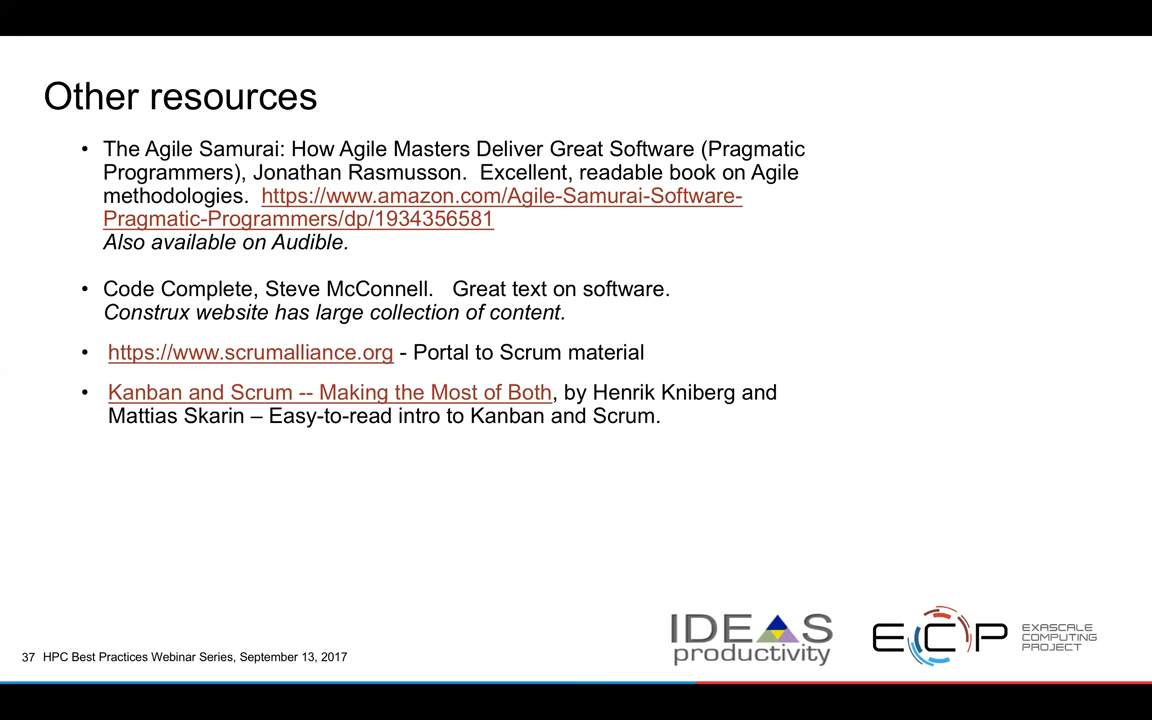 Other resources
• The Agile Samurai: How Agile Masters Deliver Great Software (Pragmatic
Programmers), Jonathan Rasmusson.  Excellent, readable book on Agile
methodologies.  https://www.amazon.com/Agile-Samurai-Software-
Pragmatic-Programmers/dp/1934356581
Also available on Audible.
• Code Complete, Steve McConnell.   Great text on software.
Construx website has large collection of content.
• https://www.scrumalliance.org - Portal to Scrum material
• Kanban and Scrum -- Making the Most of Both, by Henrik Kniberg and
Mattias Skarin – Easy-to-read intro to Kanban and Scrum.
37 HPC Best Practices Webinar Series, September 13, 2017
IDEAS
productivity
ECP
EXASCALE
COMPUTING
PROJECT